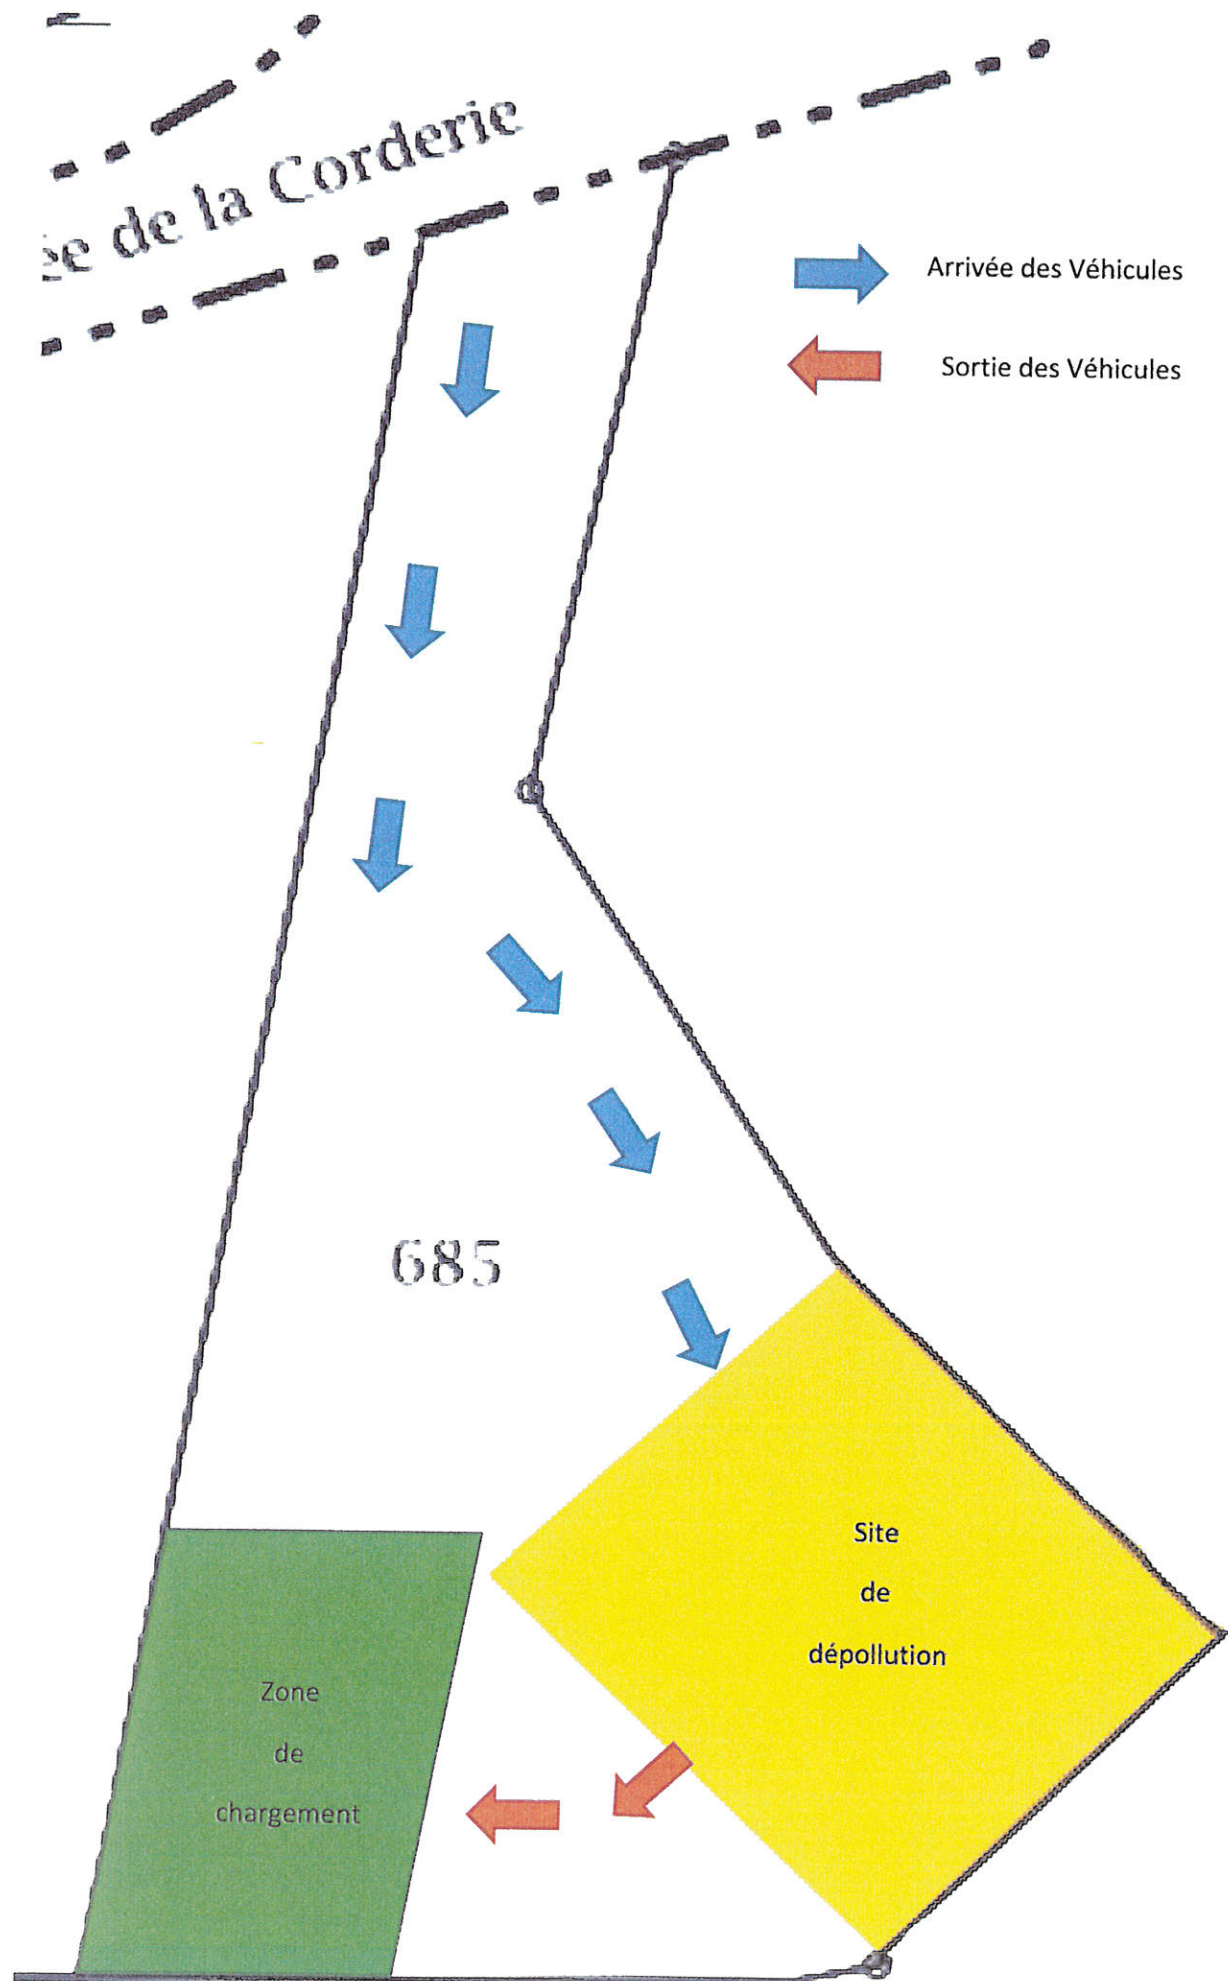 de la Corderie
Arrivée des Véhicules
Sortie des Véhicules
685
Site
de
dépollution
Zone
de
chargement